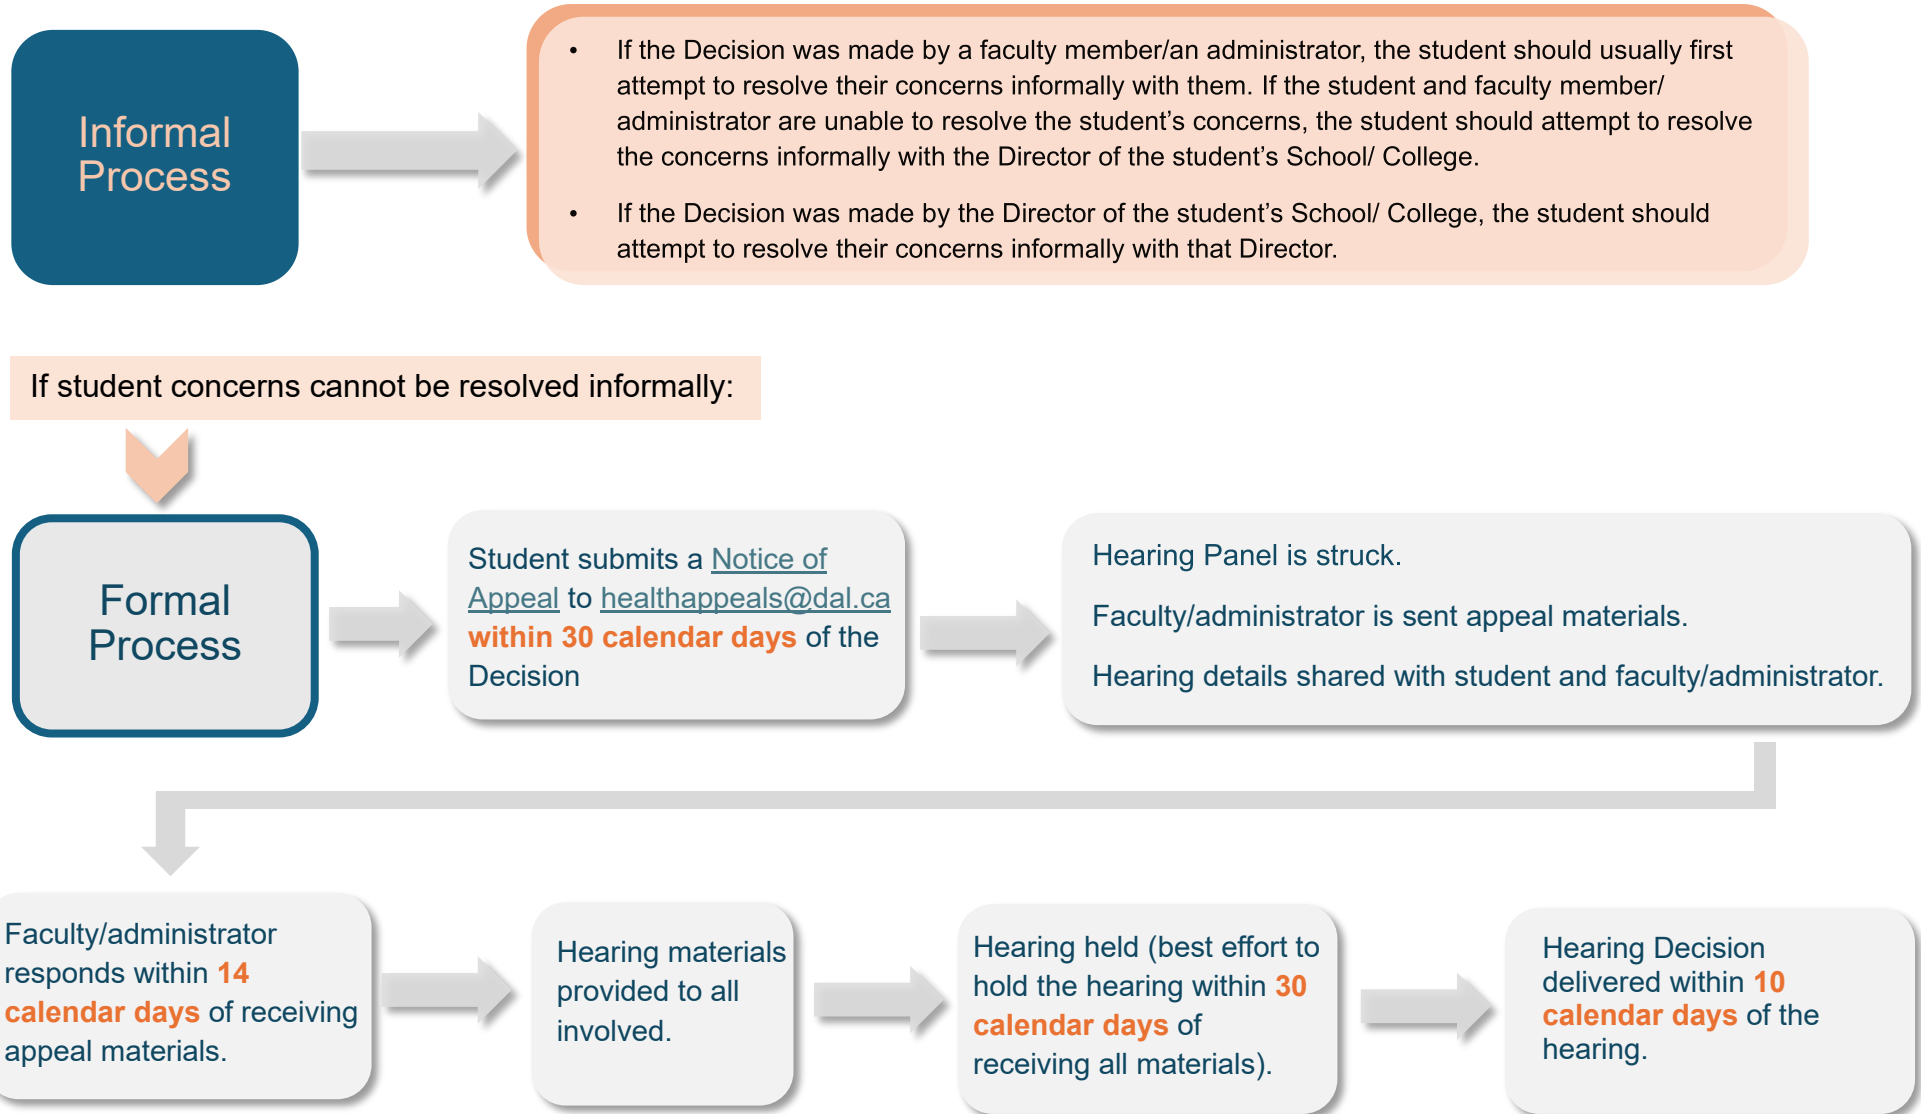 Informal
Process
• If the Decision was made by a faculty member/an administrator, the student should usually first
attempt to resolve their concerns informally with them. If the student and faculty member/
administrator are unable to resolve the student’s concerns, the student should attempt to resolve
the concerns informally with the Director of the student’s School/ College.
• If the Decision was made by the Director of the student’s School/ College, the student should
attempt to resolve their concerns informally with that Director.
If student concerns cannot be resolved informally:
Formal
Process
Student submits a Notice of
Appeal to healthappeals@dal.ca
within 30 calendar days of the
Decision
Hearing Panel is struck.
Faculty/administrator is sent appeal materials.
Hearing details shared with student and faculty/administrator.
Faculty/administrator
responds within 14
calendar days of receiving
appeal materials.
Hearing materials
provided to all
involved.
Hearing held (best effort to
hold the hearing within 30
calendar days of
receiving all materials).
Hearing Decision
delivered within 10
calendar days of the
hearing.